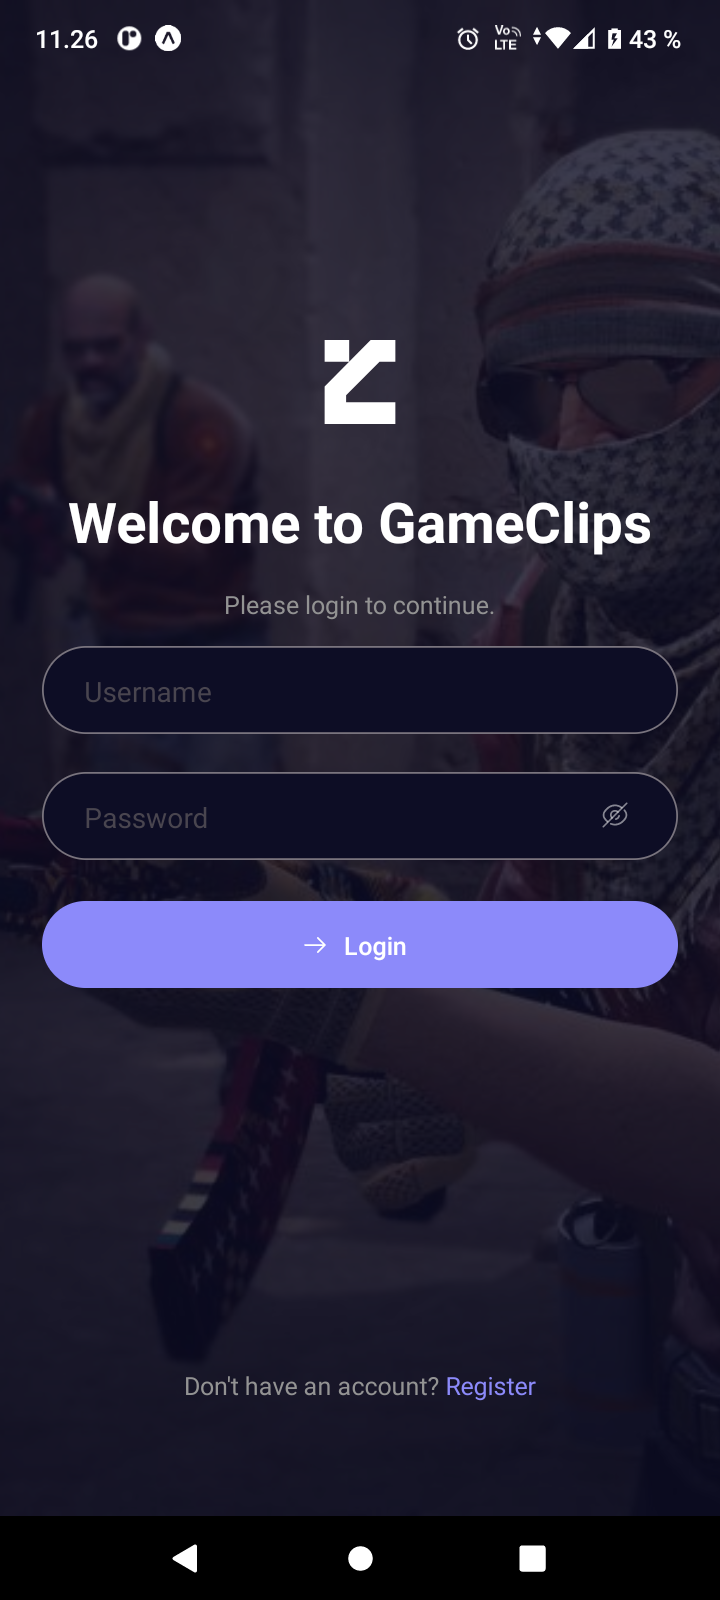 11.26 Vo LTE 43 %
Welcome to GameClips
Please login to continue.
Username
Password
Login
Don't have an account? Register